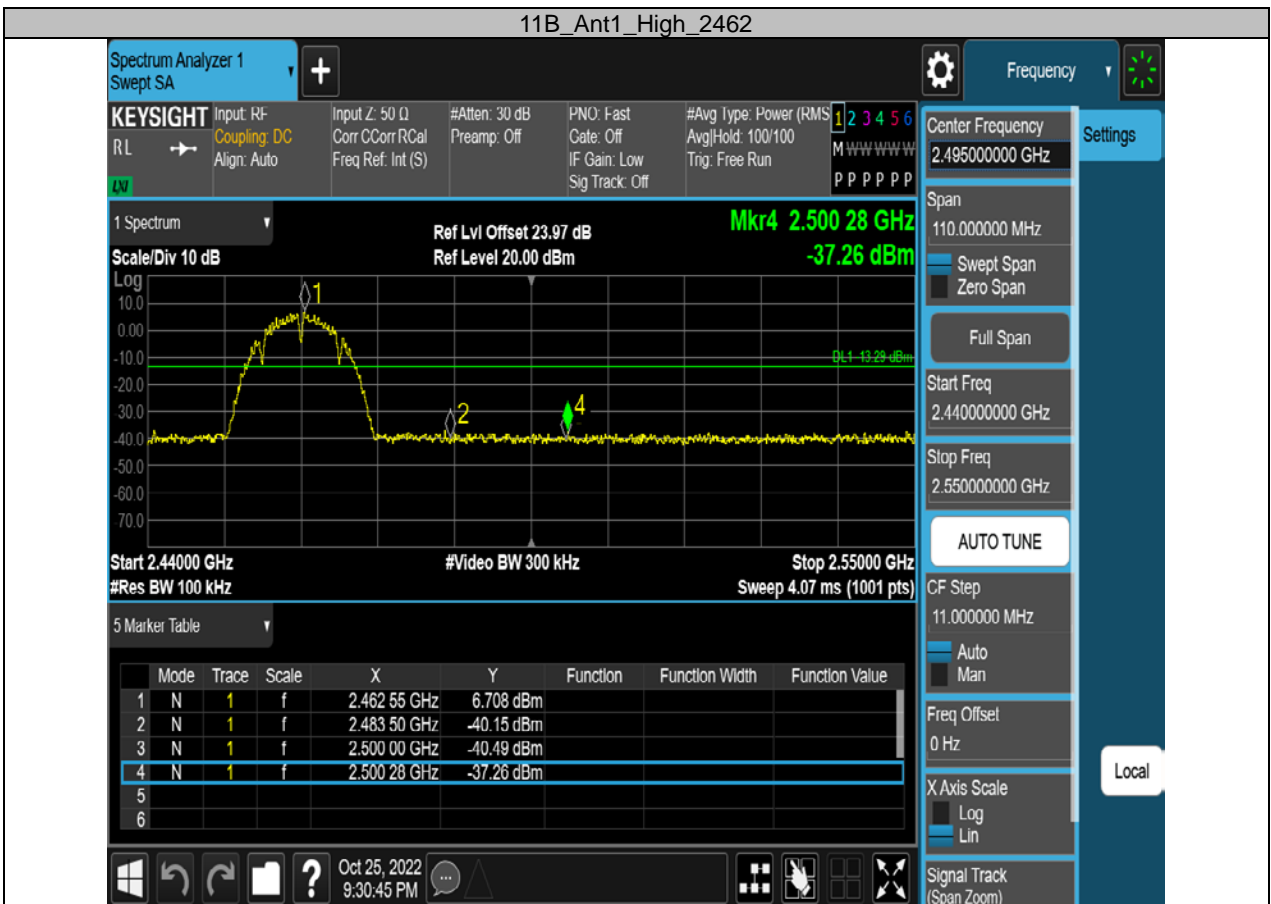 11B_Ant1_High_2462
Spectrum Analyzer 1
Swept SA
+
Frequency
KEYSIGHT
RL
LXI
Input: RF
Coupling: DC
Align: Auto
Input Z: 50 Ω
Corr CCorr RCal
Freq Ref: Int (S)
#Atten: 30 dB
Preamp: Off
PNO: Fast
Gate: Off
IF Gain: Low
Sig Track: Off
#Avg Type: Power (RMS
Avg|Hold: 100/100
Trig: Free Run
1 2 3 4 5 6
M W W W W W
P P P P P P
1 Spectrum
Scale/Div 10 dB
Ref Lvl Offset 23.97 dB
Ref Level 20.00 dBm
Mkr4 2.500 28 GHz
-37.26 dBm
Log
10.0
0.00
-10.0
-20.0
-30.0
-40.0
-50.0
-60.0
-70.0
1
2
4
DL1 -13.29 dBm
Start 2.44000 GHz
#Video BW 300 kHz
Stop 2.55000 GHz
#Res BW 100 kHz
Sweep 4.07 ms (1001 pts)
5 Marker Table
Mode Trace Scale X Y Function Function Width Function Value
1 N 1 f 2.462 55 GHz 6.708 dBm
2 N 1 f 2.483 50 GHz -40.15 dBm
3 N 1 f 2.500 00 GHz -40.49 dBm
4 N 1 f 2.500 28 GHz -37.26 dBm
5
6
?
Oct 25, 2022
9:30:45 PM
Center Frequency
2.495000000 GHz
Settings
Span
110.000000 MHz
Swept Span
Zero Span
Full Span
Start Freq
2.440000000 GHz
Stop Freq
2.550000000 GHz
AUTO TUNE
CF Step
11.000000 MHz
Auto
Man
Freq Offset
0 Hz
X Axis Scale
Log
Lin
Local
Signal Track
(Span Zoom)